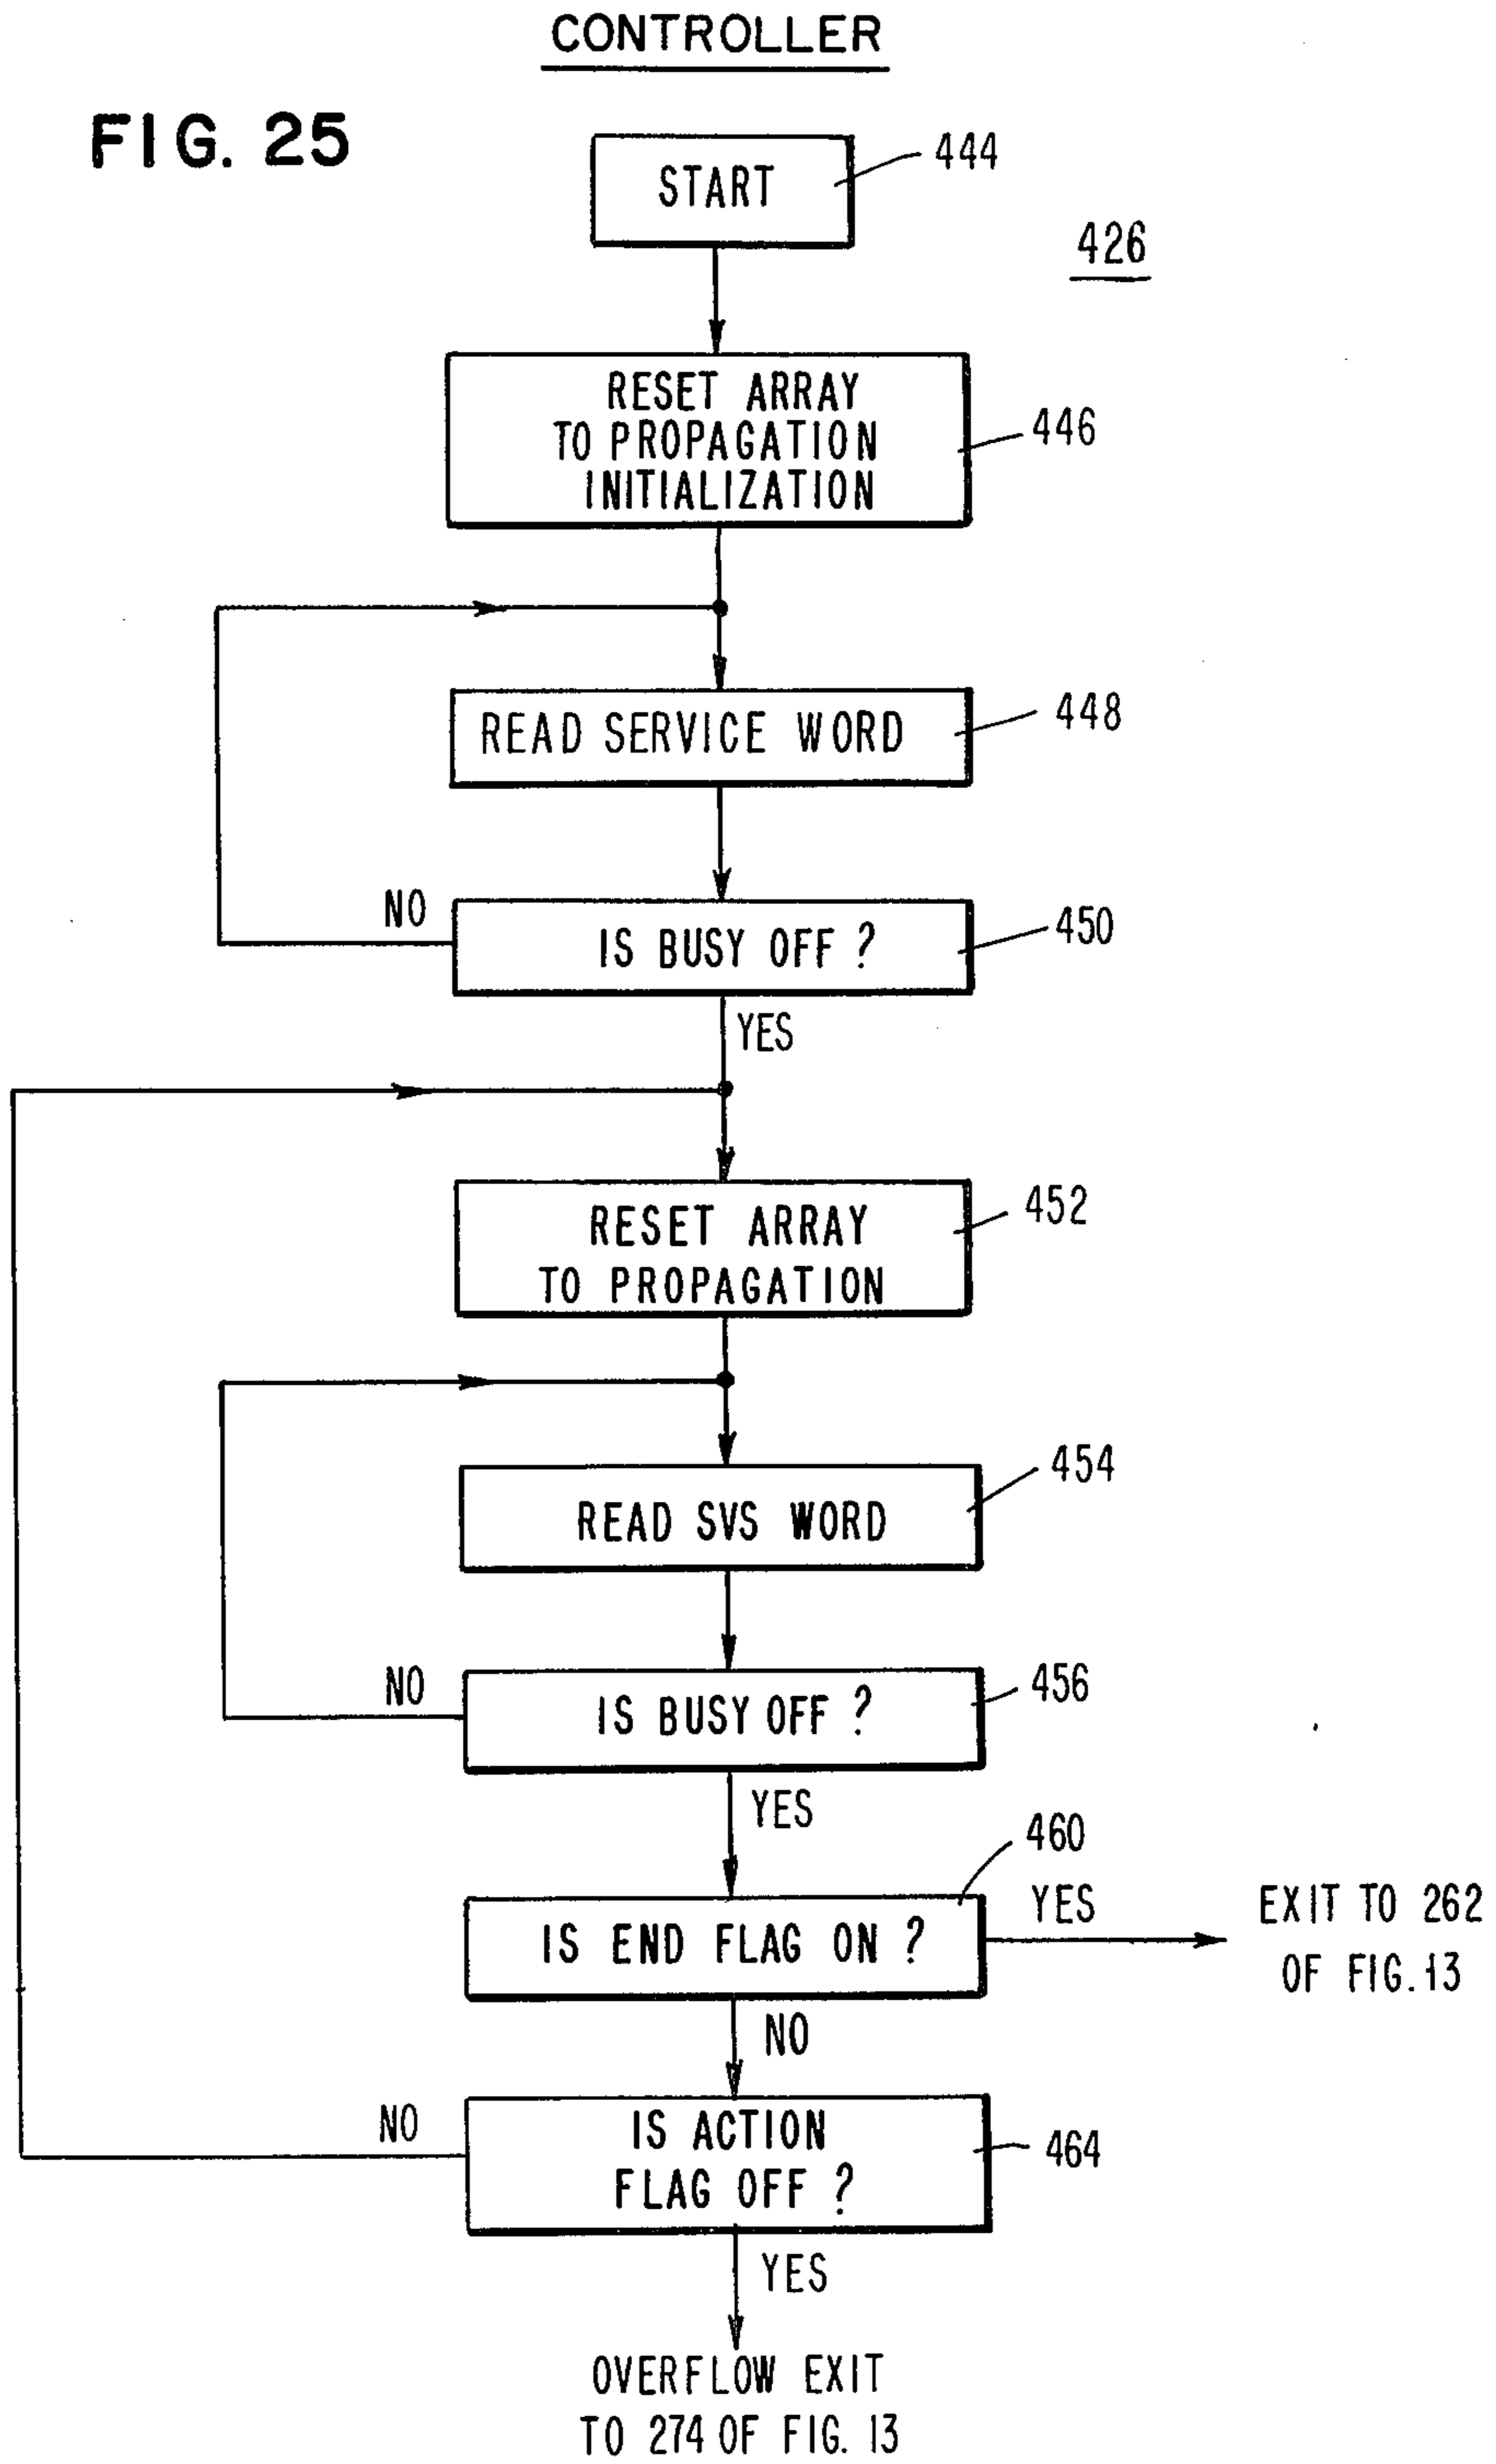 CONTROLLER
FIG. 25
START
444
426
RESET ARRAY
TO PROPAGATION
INITIALIZATION
446
READ SERVICE WORD
448
NO
IS BUSY OFF ?
450
YES
RESET ARRAY
TO PROPAGATION
452
READ SVS WORD
454
NO
IS BUSY OFF ?
456
YES
460
IS END FLAG ON ?
YES
EXIT TO 262
OF FIG. 13
NO
NO
IS ACTION
FLAG OFF ?
464
YES
OVERFLOW EXIT
TO 274 OF FIG. 13